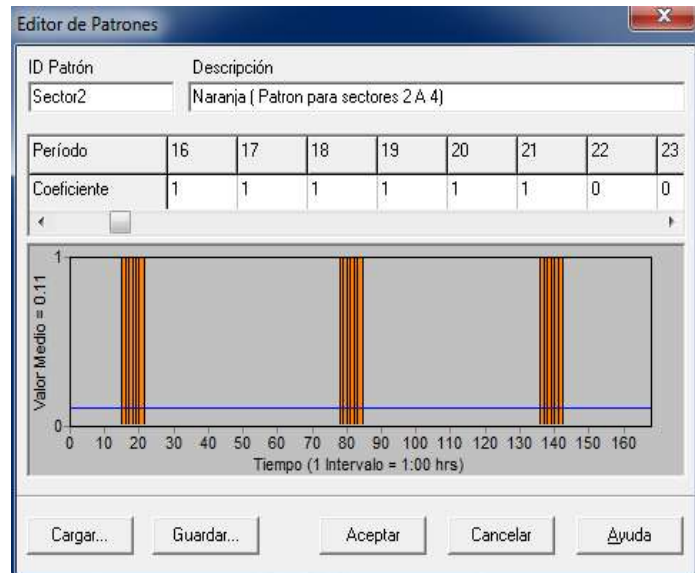 Editor de Patrones
ID Patrón Descripción
Sector2 Naranja ( Patron para sectores 2 A 4)
Período 16 17 18 19 20 21 22 23
Coeficiente 1 1 1 1 1 1 0 0
1
Valor Medio = 0.11
0
0 10 20 30 40 50 60 70 80 90 100 110 120 130 140 150 160
Tiempo (1 Intervalo = 1:00 hrs)
Cargar... Guardar... Aceptar Cancelar Ayuda